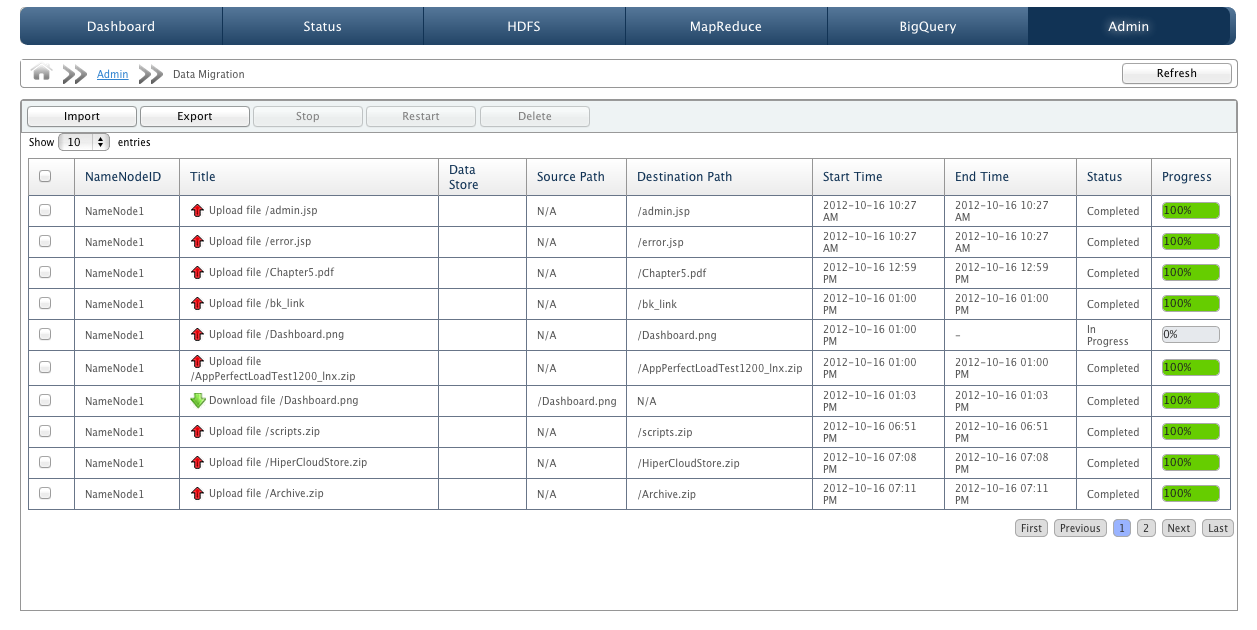 Dashboard Status HDFS MapReduce BigQuery Admin
Admin Data Migration Refresh
Import Export Stop Restart Delete
Show 10 entries
NameNodeID Title Data Store Source Path Destination Path Start Time End Time Status Progress
NameNode1 Upload file /admin.jsp N/A /admin.jsp 2012-10-16 10:27 AM 2012-10-16 10:27 AM Completed 100%
NameNode1 Upload file /error.jsp N/A /error.jsp 2012-10-16 10:27 AM 2012-10-16 10:27 AM Completed 100%
NameNode1 Upload file /Chapter5.pdf N/A /Chapter5.pdf 2012-10-16 12:59 PM 2012-10-16 12:59 PM Completed 100%
NameNode1 Upload file /bk_link N/A /bk_link 2012-10-16 01:00 PM 2012-10-16 01:00 PM Completed 100%
NameNode1 Upload file /Dashboard.png N/A /Dashboard.png 2012-10-16 01:00 PM - In Progress 0%
NameNode1 Upload file /AppPerfectLoadTest1200_lnx.zip N/A /AppPerfectLoadTest1200_lnx.zip 2012-10-16 01:00 PM 2012-10-16 01:00 PM Completed 100%
NameNode1 Download file /Dashboard.png /Dashboard.png N/A 2012-10-16 01:03 PM 2012-10-16 01:03 PM Completed 100%
NameNode1 Upload file /scripts.zip N/A /scripts.zip 2012-10-16 06:51 PM 2012-10-16 06:51 PM Completed 100%
NameNode1 Upload file /HiperCloudStore.zip N/A /HiperCloudStore.zip 2012-10-16 07:08 PM 2012-10-16 07:08 PM Completed 100%
NameNode1 Upload file /Archive.zip N/A /Archive.zip 2012-10-16 07:11 PM 2012-10-16 07:11 PM Completed 100%
First Previous 1 2 Next Last